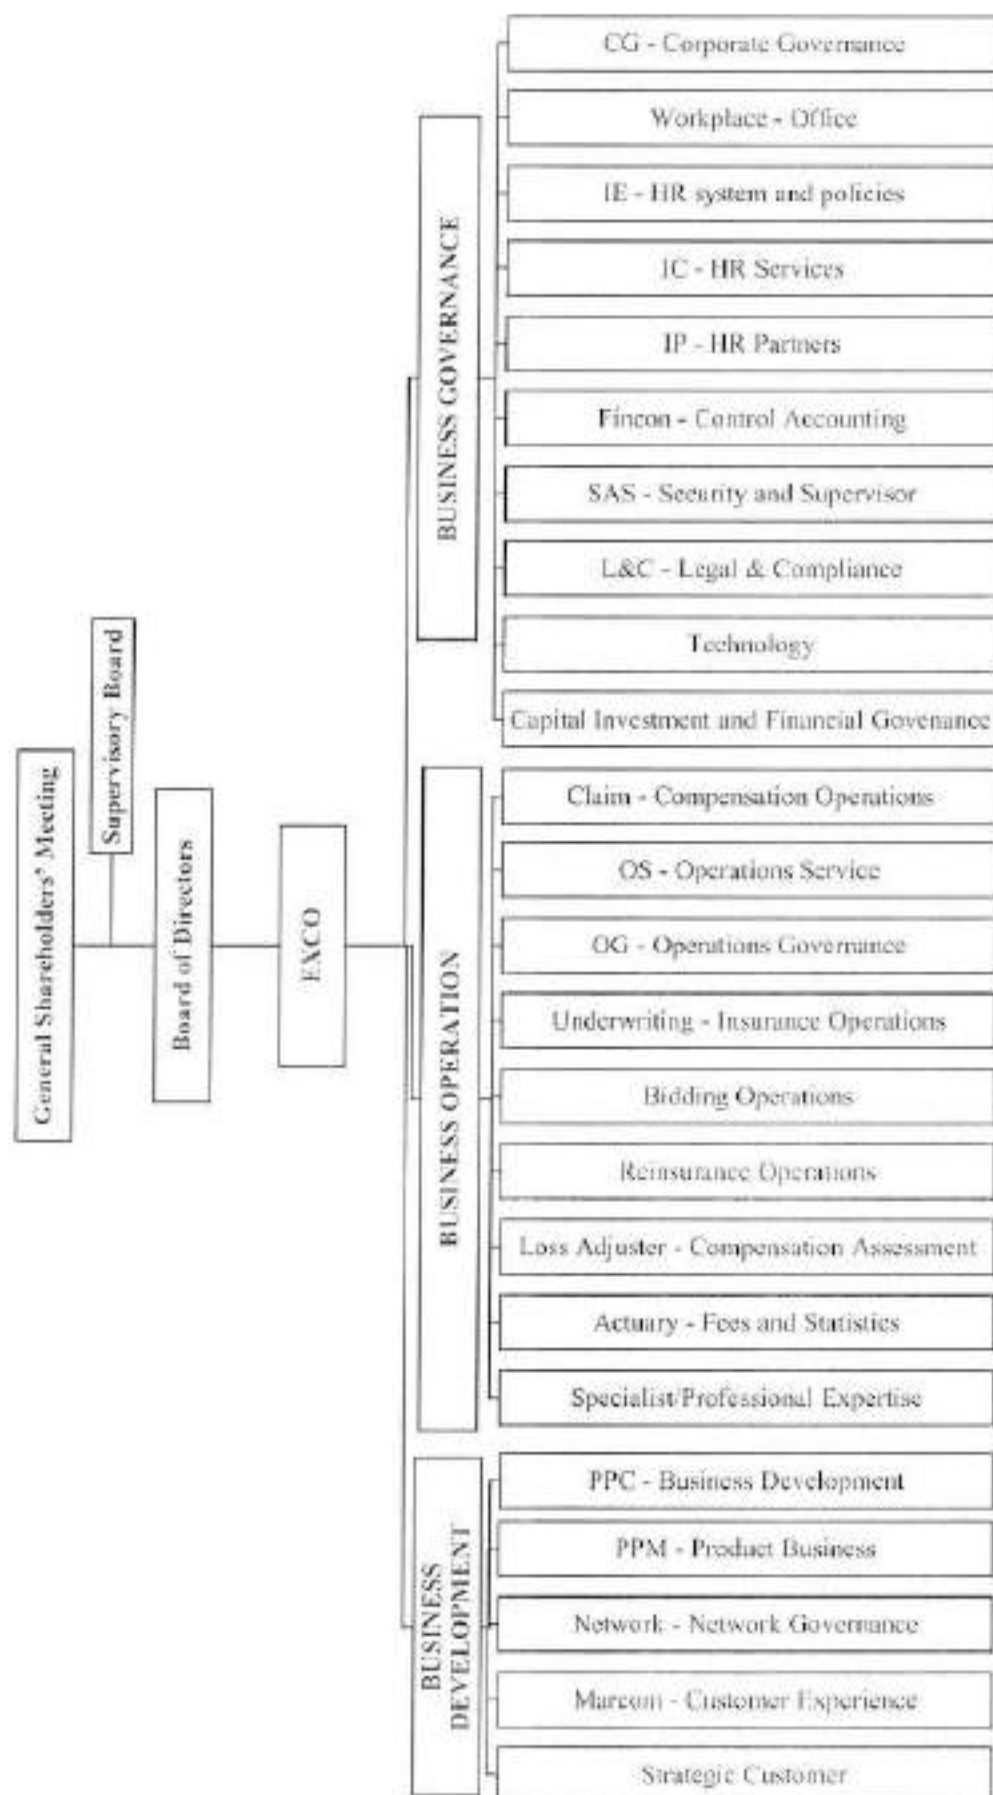 General Shareholders' Meeting
Supervisory Board
Board of Directors
EXCO
BUSINESS GOVERNANCE
CG - Corporate Governance
Workplace - Office
IE - HR system and policies
IC - HR Services
IP - HR Partners
Fincon - Control Accounting
SAS - Security and Supervisor
L&C - Legal & Compliance
Technology
Capital Investment and Financial Govenance
BUSINESS OPERATION
Claim - Compensation Operations
OS - Operations Service
OG - Operations Governance
Underwriting - Insurance Operations
Bidding Operations
Reinsurance Operations
Loss Adjuster - Compensation Assessment
Actuary - Fees and Statistics
Specialist/Professional Expertise
BUSINESS
DEVELOPMENT
PPC - Business Development
PPM - Product Business
Network - Network Governance
Marcom - Customer Experience
Strategic Customer